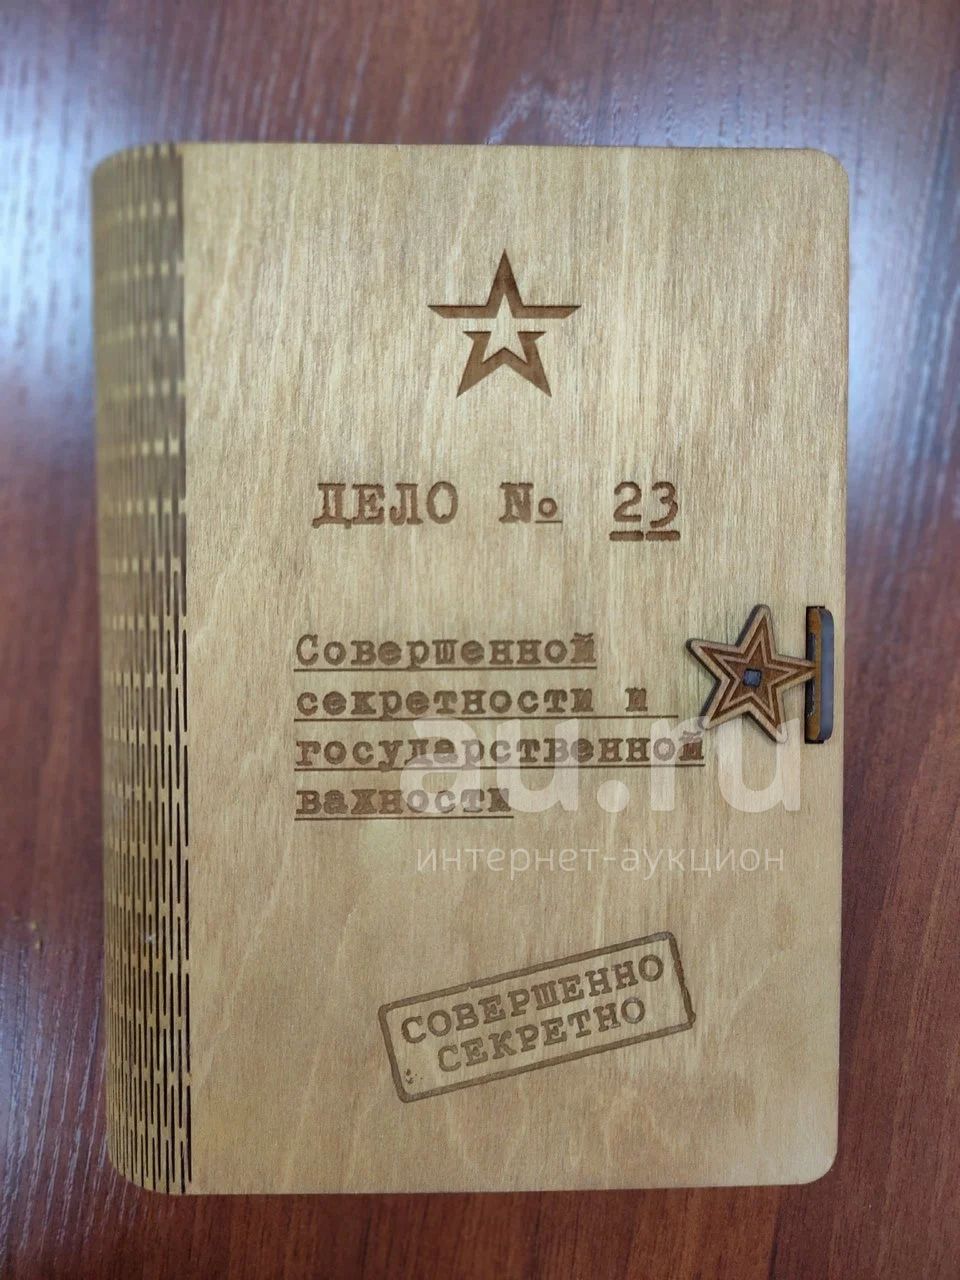 ДЕЛО № 23
Совершенной
секретности и
государственной
важности
au.ru
интернет-аукцион
СОВЕРШЕННО
СЕКРЕТНО